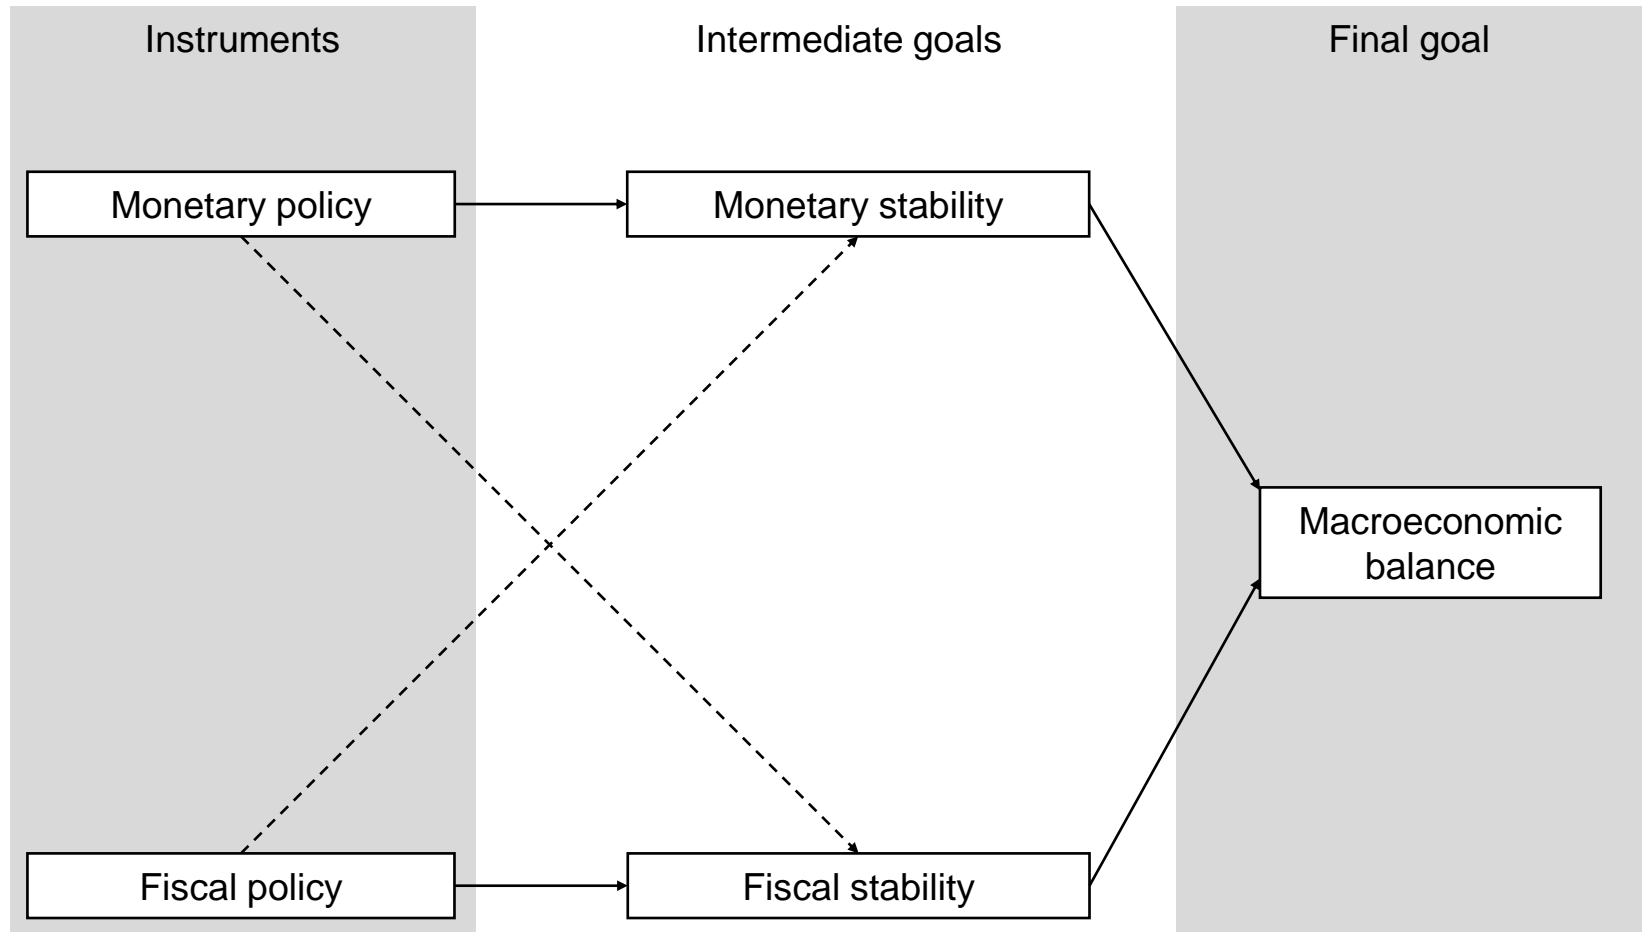 Instruments
Intermediate goals
Final goal
Monetary policy
Monetary stability
Macroeconomic
balance
Fiscal policy
Fiscal stability